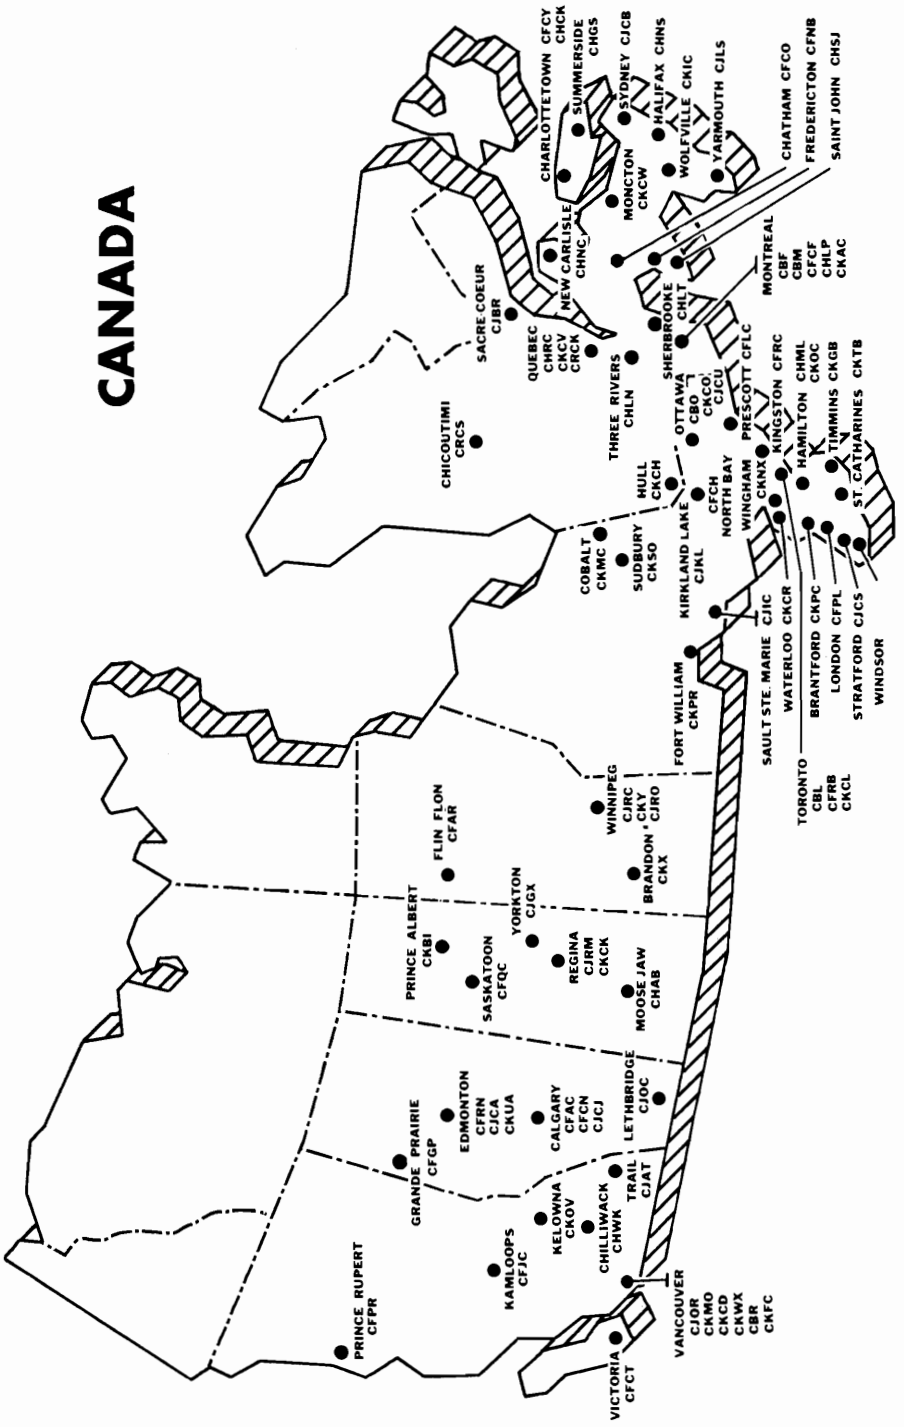 CANADA
PRINCE RUPERT
CFPR
VICTORIA
CFCT
VANCOUVER
CJOR
CKMO
CKCD
CKWX
CBR
CKFC
KAMLOOPS
CFJC
KELOWNA
CKOV
CHILLIWACK
CHWK
TRAIL
CJAT
GRANDE PRAIRIE
CFGP
EDMONTON
CFRN
CJCA
CKUA
CALGARY
CFAC
CFCN
CJCJ
LETHBRIDGE
CJOC
PRINCE ALBERT
CKBI
SASKATOON
CFQC
YORKTON
CJGX
REGINA
CJRM
CKCK
MOOSE JAW
CHAB
FLIN FLON
CFAR
WINNIPEG
CJRC
CKY
CJRO
BRANDON
CKX
FORT WILLIAM
CKPR
SAULT STE. MARIE CJIC
WATERLOO CKCR
TORONTO
CBL
CFRB
CKCL
BRANTFORD CKPC
LONDON CFPL
STRATFORD CJCS
WINDSOR
COBALT
CKMC
SUDBURY
CKSO
KIRKLAND LAKE
CJKL
CFCH
NORTH BAY
WINGHAM
CKNX
HULL
CKCH
OTTAWA
CBO
CKCO
CJCU
PRESCOTT CFLC
KINGSTON CFRC
HAMILTON CHML
CKOC
TIMMINS CKGB
ST. CATHARINES CKTB
CHICOUTIMI
CRCS
SACRE-COEUR
CJBR
QUEBEC
CHRC
CKCV
CRCK
THREE RIVERS
CHLN
SHERBROOKE
CHLT
MONTREAL
CBF
CBM
CFCF
CHLP
CKAC
NEW CARLISLE
CHNC
MONCTON
CKCW
CHARLOTTETOWN CFCY
CHCK
SUMMERSIDE
CHGS
SYDNEY CJCB
HALIFAX CHNS
WOLFVILLE CKIC
YARMOUTH CJLS
CHATHAM CFCO
FREDERICTON CFNB
SAINT JOHN CHSJ